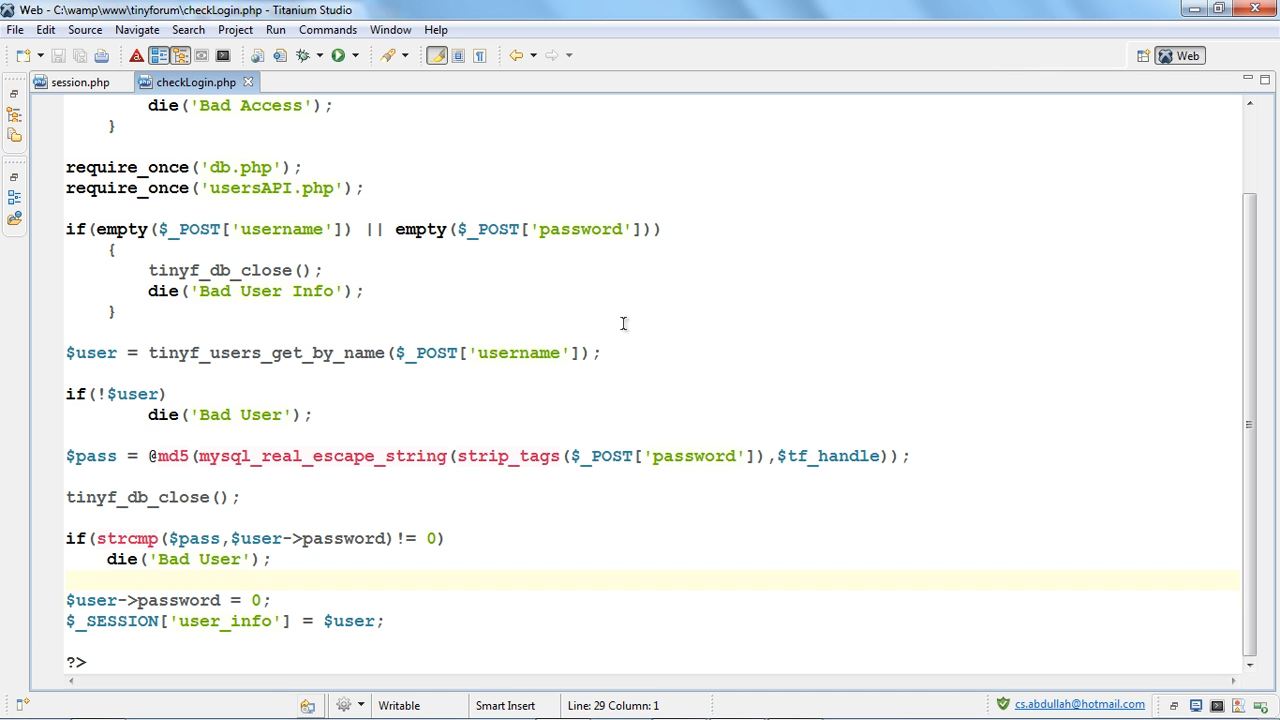 Web - C:\wamp\www\tinyforum\checkLogin.php - Titanium Studio
File Edit Source Navigate Search Project Run Commands Window Help
Web
session.php checkLogin.php
die('Bad Access');
}
require_once('db.php');
require_once('usersAPI.php');
if(empty($_POST['username']) || empty($_POST['password']))
{
tinyf_db_close();
die('Bad User Info');
}
$user = tinyf_users_get_by_name($_POST['username']);
if(!$user)
die('Bad User');
$pass = @md5(mysql_real_escape_string(strip_tags($_POST['password']),$tf_handle));
tinyf_db_close();
if(strcmp($pass,$user->password)!= 0)
die('Bad User');
$user->password = 0;
$_SESSION['user_info'] = $user;
?>
Writable Smart Insert Line: 29 Column: 1 cs.abdullah@hotmail.com